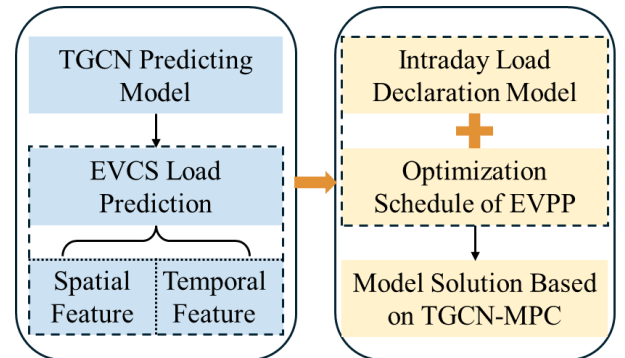 TGCN Predicting
Model
EVCS Load
Prediction
Spatial
Feature
Temporal
Feature
Intraday Load
Declaration Model
Optimization
Schedule of EVPP
Model Solution Based
on TGCN-MPC